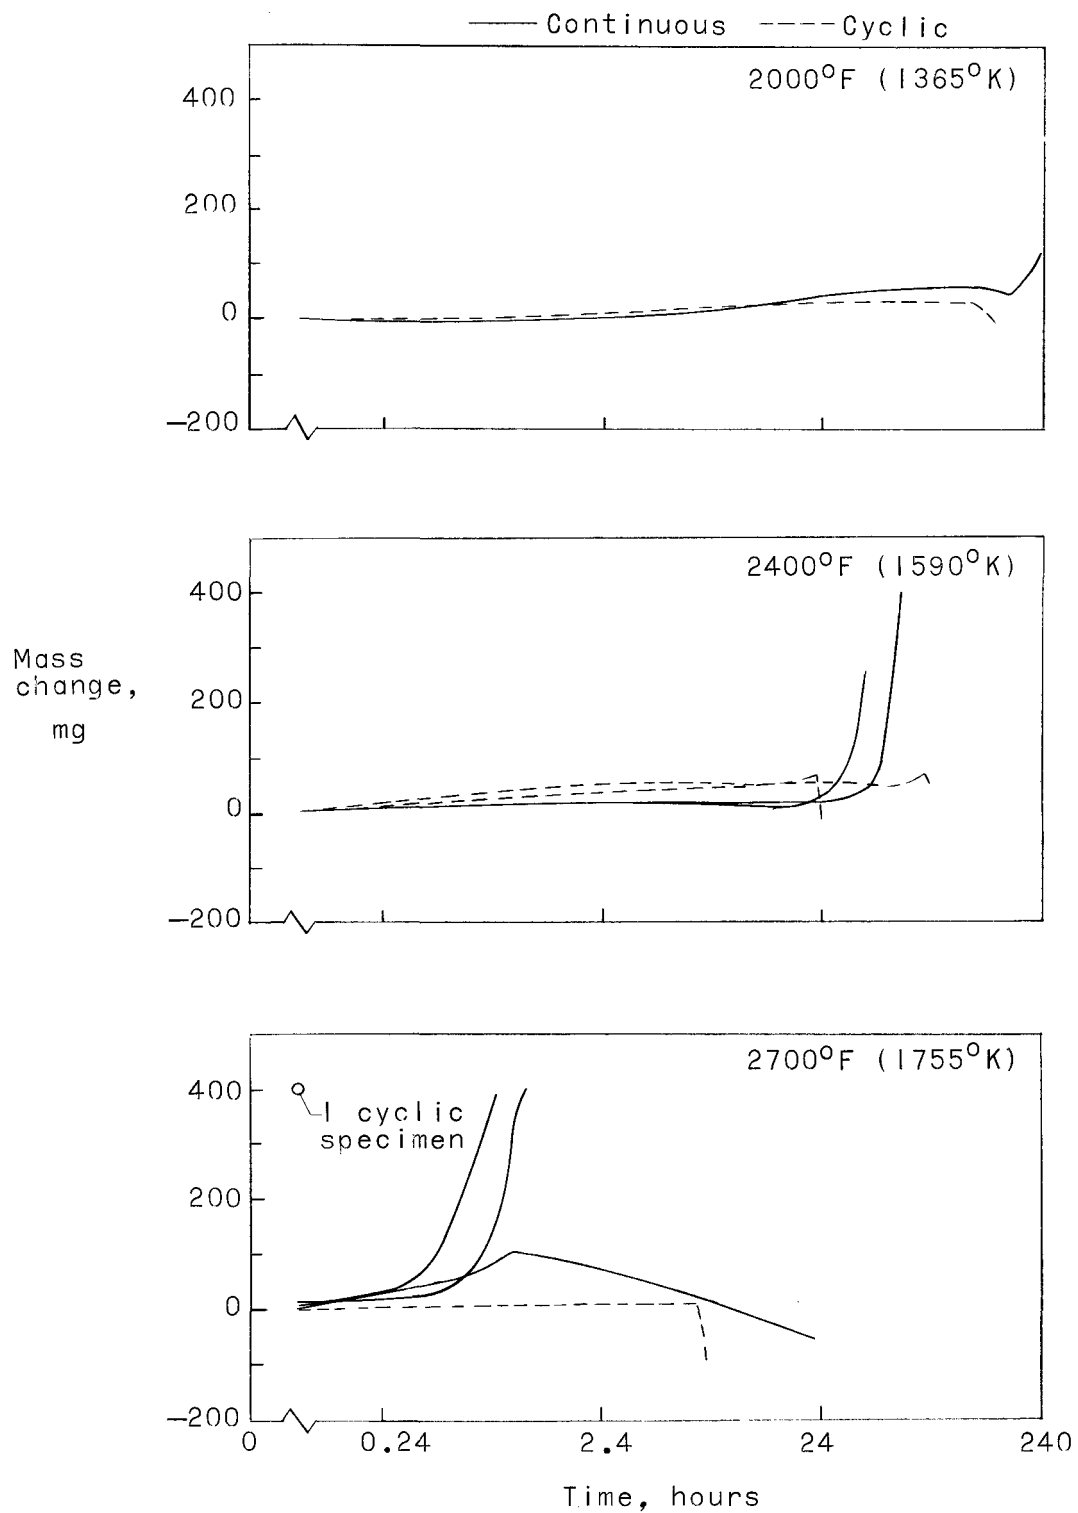 Continuous Cyclic
2000°F (1365°K)
400
200
0
−200
2400°F (1590°K)
400
Mass
change,
mg
200
0
−200
2700°F (1755°K)
400
1 cyclic
specimen
200
0
−200
0 0.24 2.4 24 240
Time, hours